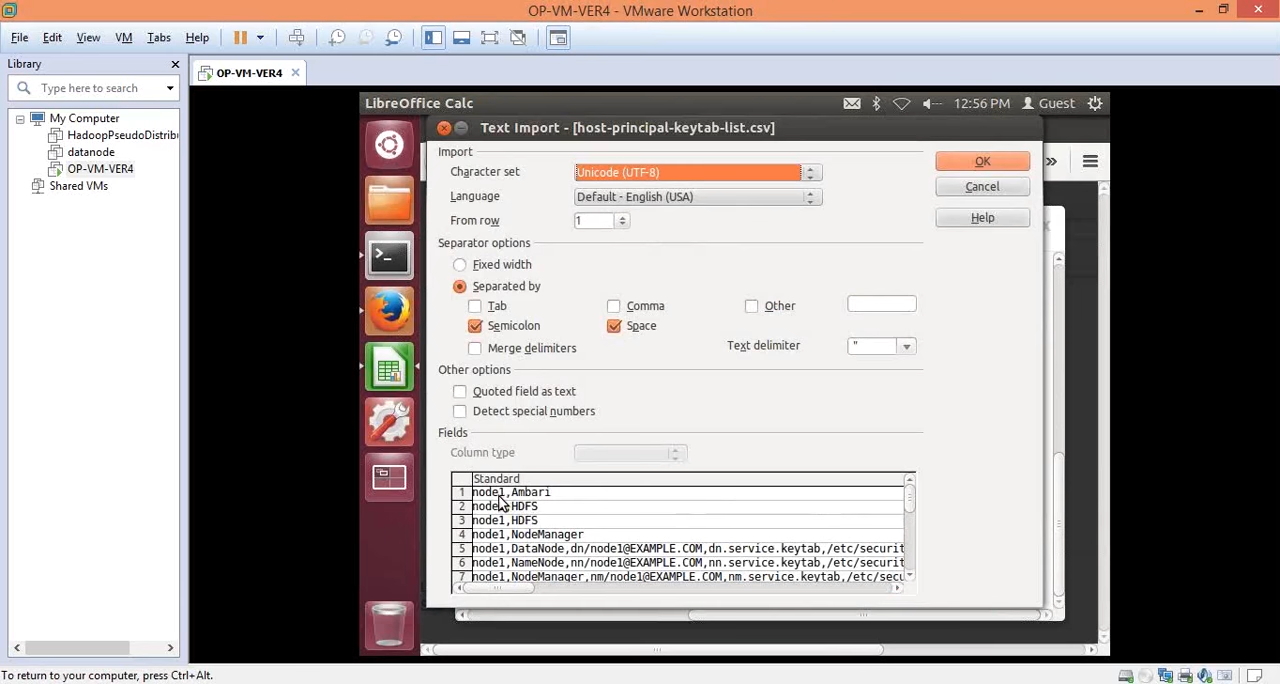 OP-VM-VER4 - VMware Workstation
File Edit View VM Tabs Help
Library
Type here to search
My Computer
HadoopPseudoDistribu
datanode
OP-VM-VER4
Shared VMs
OP-VM-VER4
LibreOffice Calc
12:56 PM Guest
Text Import - [host-principal-keytab-list.csv]
Import
Character set Unicode (UTF-8)
Language Default - English (USA)
From row 1
OK
Cancel
Help
Separator options
Fixed width
Separated by
Tab Comma Other
Semicolon Space
Merge delimiters Text delimiter "
Other options
Quoted field as text
Detect special numbers
Fields
Column type
Standard
1 node1,Ambari
2 node1,HDFS
3 node1,HDFS
4 node1,NodeManager
5 node1,DataNode,dn/node1@EXAMPLE.COM,dn.service.keytab,/etc/securit
6 node1,NameNode,nn/node1@EXAMPLE.COM,nn.service.keytab,/etc/securit
7 node1,NodeManager,nm/node1@EXAMPLE.COM,nm.service.keytab,/etc/secu
To return to your computer, press Ctrl+Alt.